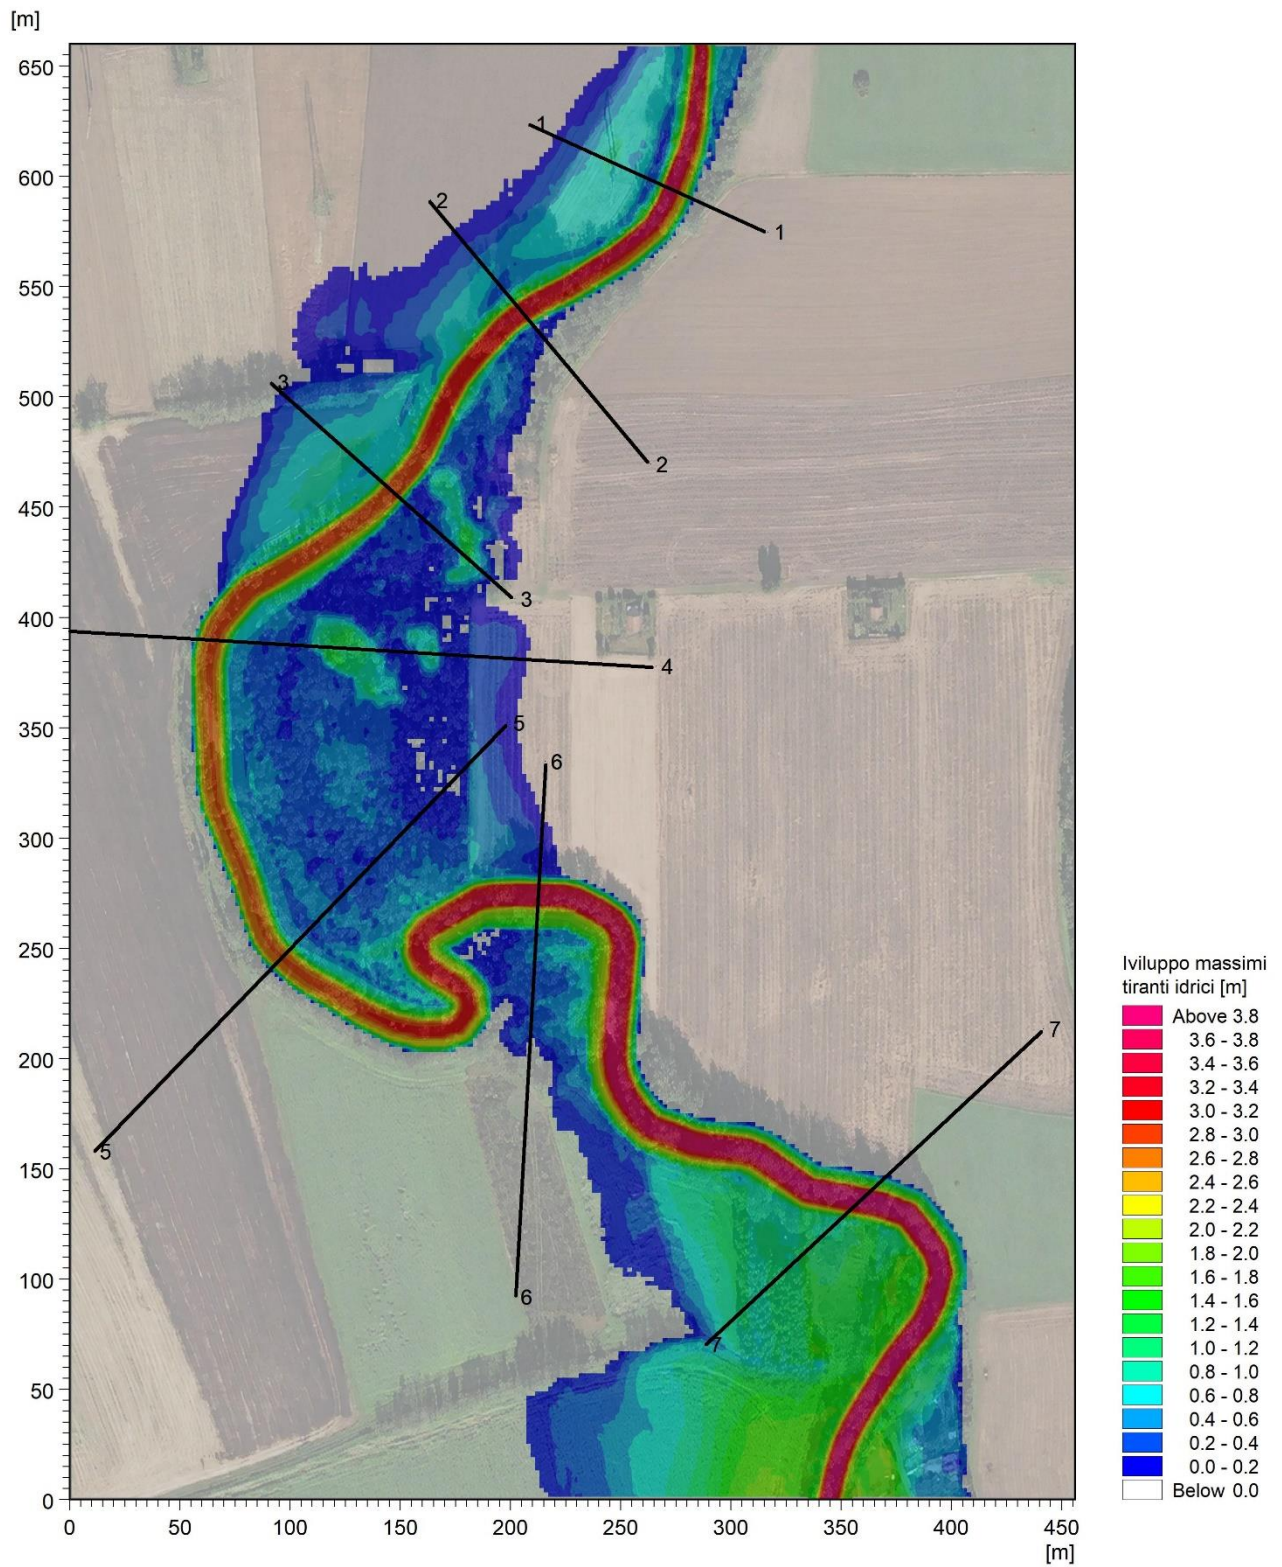 [m]
650
600
550
500
450
400
350
300
250
200
150
100
50
0
0 50 100 150 200 250 300 350 400 450
[m]
1
1
2
2
3
3
4
5
5
6
6
7
7
Iviluppo massimi
tiranti idrici [m]
Above 3.8
3.6 - 3.8
3.4 - 3.6
3.2 - 3.4
3.0 - 3.2
2.8 - 3.0
2.6 - 2.8
2.4 - 2.6
2.2 - 2.4
2.0 - 2.2
1.8 - 2.0
1.6 - 1.8
1.4 - 1.6
1.2 - 1.4
1.0 - 1.2
0.8 - 1.0
0.6 - 0.8
0.4 - 0.6
0.2 - 0.4
0.0 - 0.2
Below 0.0